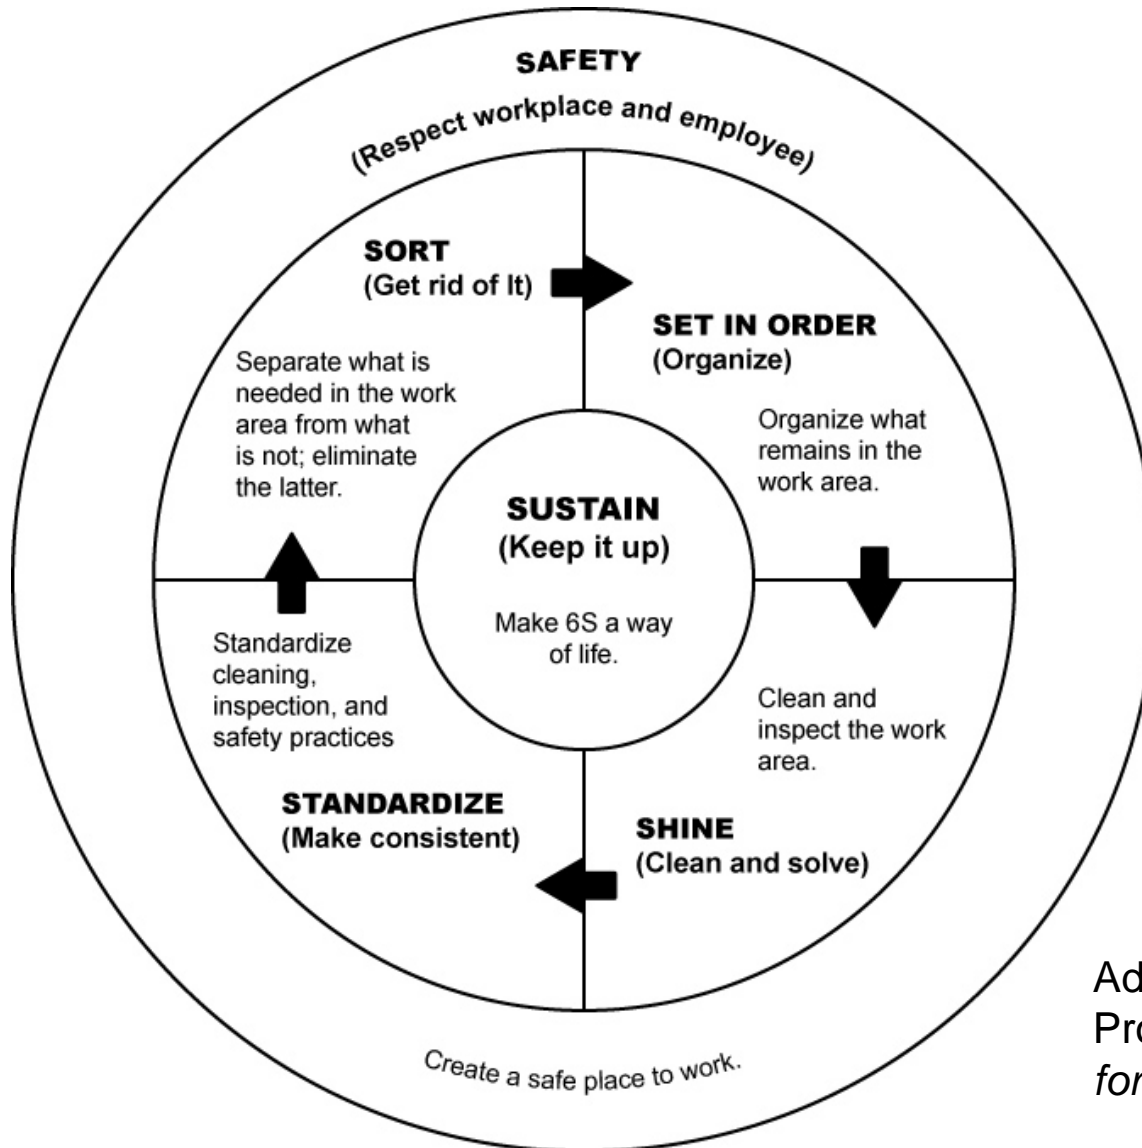 SAFETY
(Respect workplace and employee)
SORT
(Get rid of It)
Separate what is
needed in the work
area from what
is not; eliminate
the latter.
SET IN ORDER
(Organize)
Organize what
remains in the
work area.
SUSTAIN
(Keep it up)
Make 6S a way
of life.
Clean and
inspect the work
area.
SHINE
(Clean and solve)
Standardize
cleaning,
inspection, and
safety practices
STANDARDIZE
(Make consistent)
Create a safe place to work.